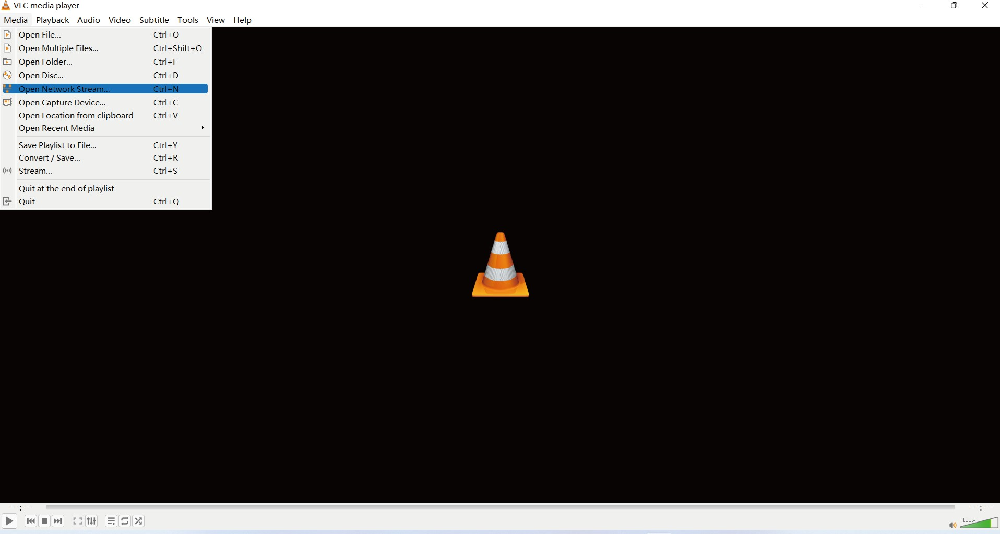 VLC media player
Media Playback Audio Video Subtitle Tools View Help
Open File... Ctrl+O
Open Multiple Files... Ctrl+Shift+O
Open Folder... Ctrl+F
Open Disc... Ctrl+D
Open Network Stream... Ctrl+N
Open Capture Device... Ctrl+C
Open Location from clipboard Ctrl+V
Open Recent Media
Save Playlist to File... Ctrl+Y
Convert / Save... Ctrl+R
Stream... Ctrl+S
Quit at the end of playlist
Quit Ctrl+Q
--:-- --:--
100%